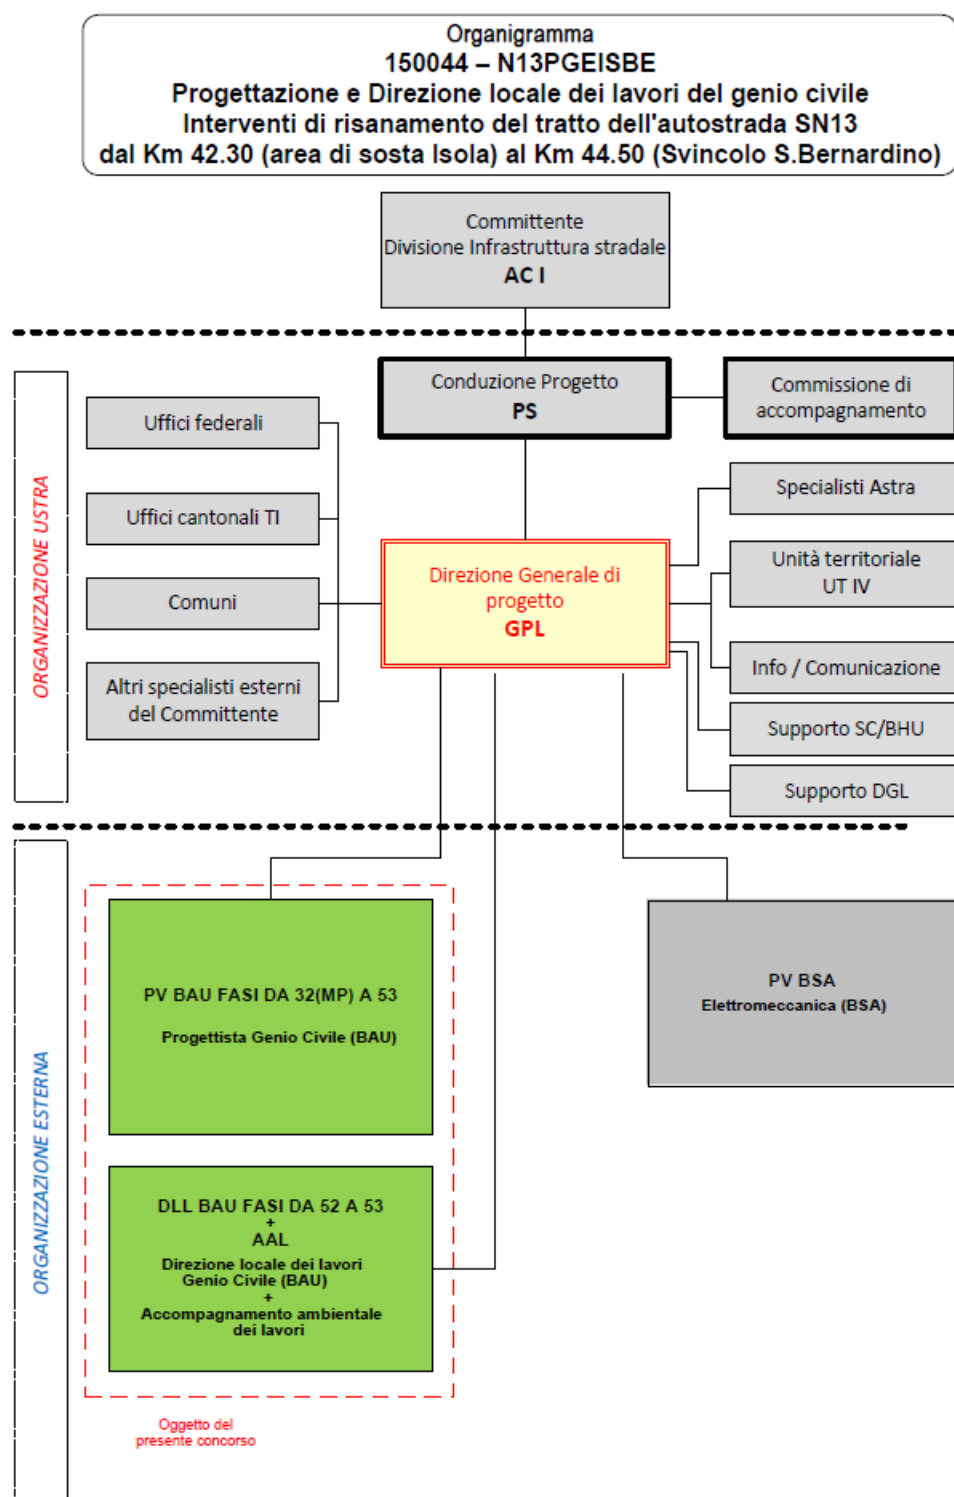 Organigramma
150044 – N13PGEISBE
Progettazione e Direzione locale dei lavori del genio civile
Interventi di risanamento del tratto dell'autostrada SN13
dal Km 42.30 (area di sosta Isola) al Km 44.50 (Svincolo S.Bernardino)
Committente
Divisione Infrastruttura stradale
AC I
ORGANIZZAZIONE USTRA
Conduzione Progetto
PS
Commissione di
accompagnamento
Uffici federali
Uffici cantonali TI
Comuni
Altri specialisti esterni
del Committente
Direzione Generale di
progetto
GPL
Specialisti Astra
Unità territoriale
UT IV
Info / Comunicazione
Supporto SC/BHU
Supporto DGL
ORGANIZZAZIONE ESTERNA
PV BAU FASI DA 32(MP) A 53
Progettista Genio Civile (BAU)
PV BSA
Elettromeccanica (BSA)
DLL BAU FASI DA 52 A 53
+
AAL
Direzione locale dei lavori
Genio Civile (BAU)
+
Accompagnamento ambientale
dei lavori
Oggetto del
presente concorso